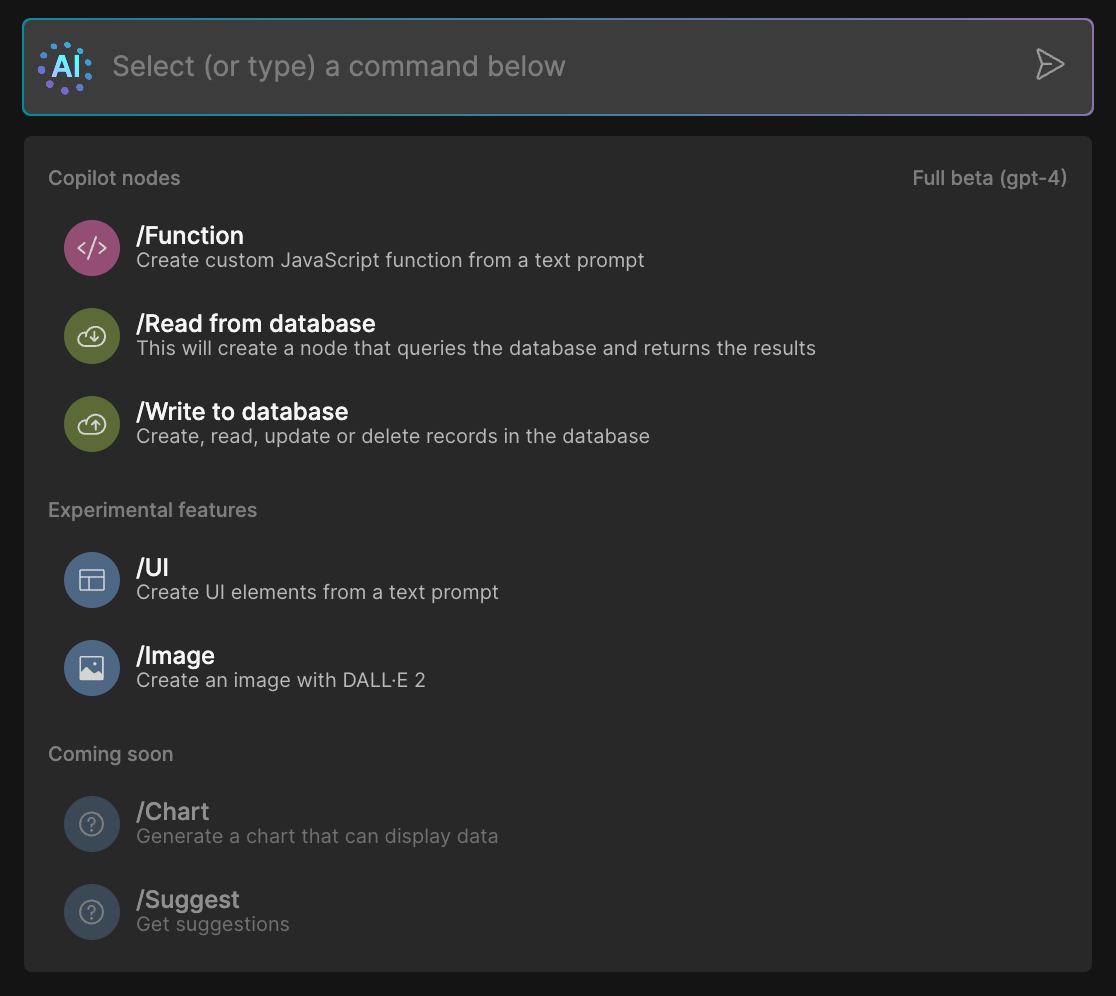 AI Select (or type) a command below
Copilot nodes Full beta (gpt-4)
/Function
Create custom JavaScript function from a text prompt
/Read from database
This will create a node that queries the database and returns the results
/Write to database
Create, read, update or delete records in the database
Experimental features
/UI
Create UI elements from a text prompt
/Image
Create an image with DALL·E 2
Coming soon
/Chart
Generate a chart that can display data
/Suggest
Get suggestions